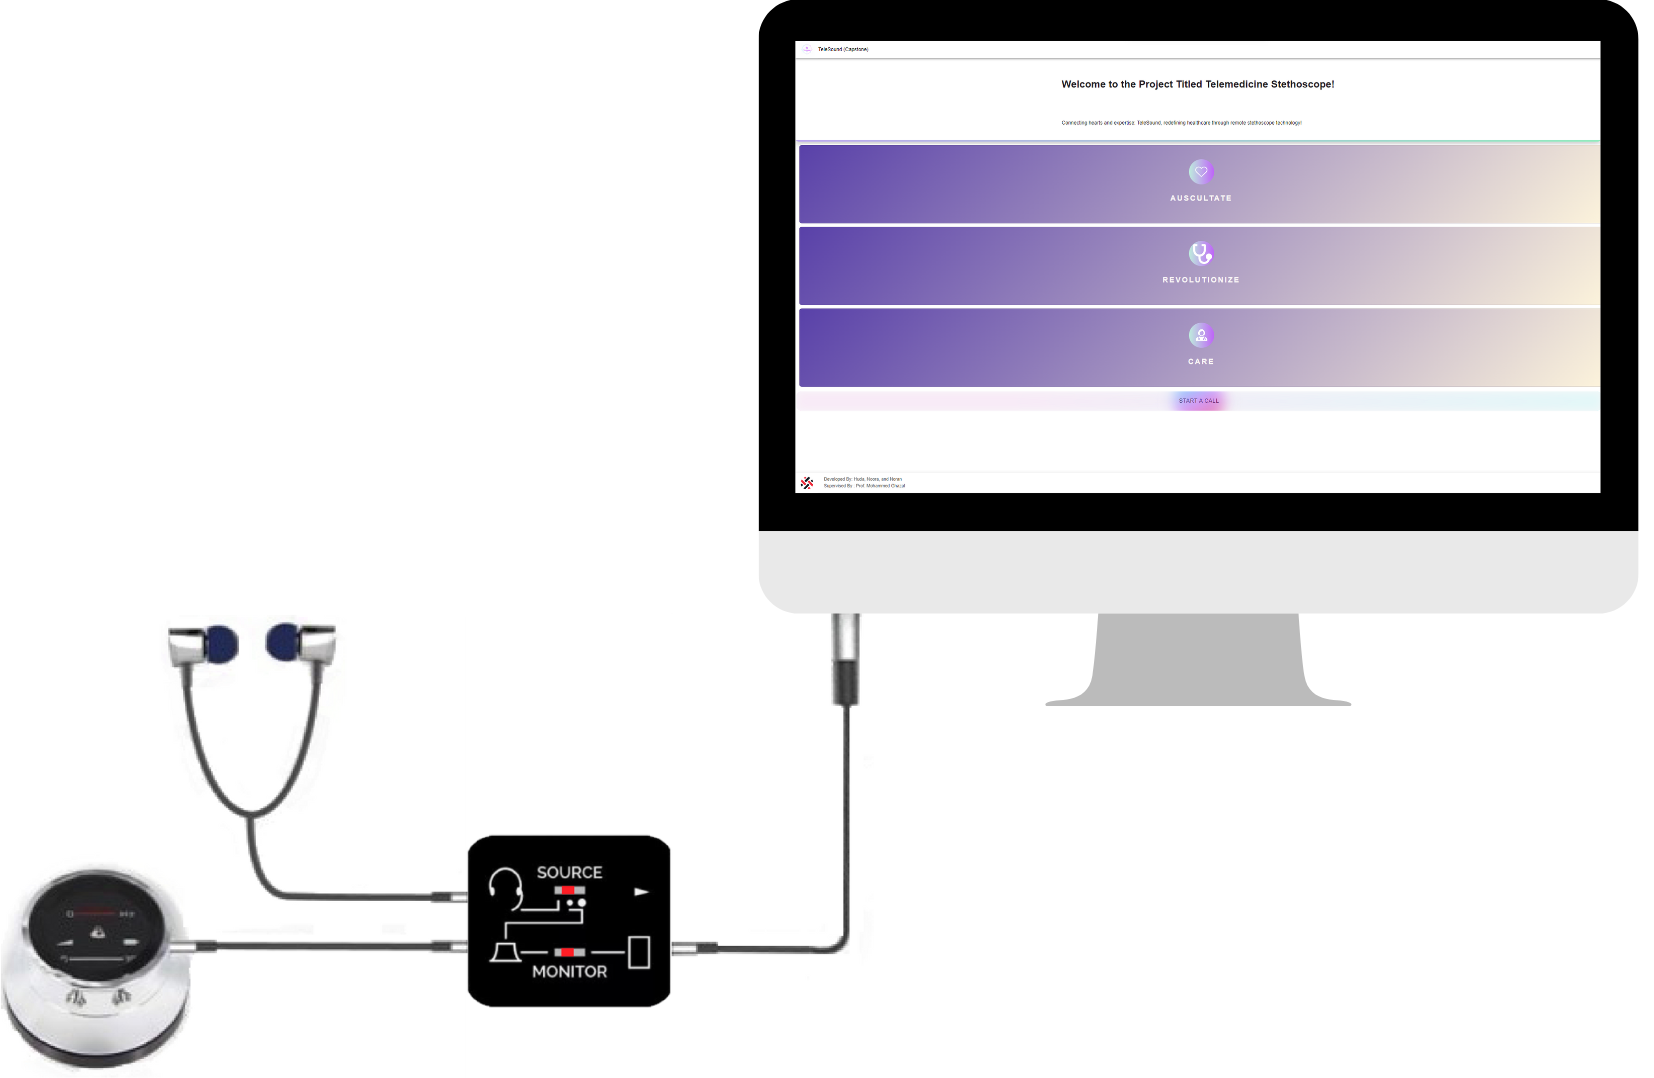 TeleSound (Capstone)
Welcome to the Project Titled Telemedicine Stethoscope!
Connecting hearts and expertise: TeleSound, redefining healthcare through remote stethoscope technology!
AUSCULTATE
REVOLUTIONIZE
CARE
START A CALL
Developed By: Huda, Noora, and Noran
Supervised By: Prof. Mohammed Ghazal
SOURCE
MONITOR